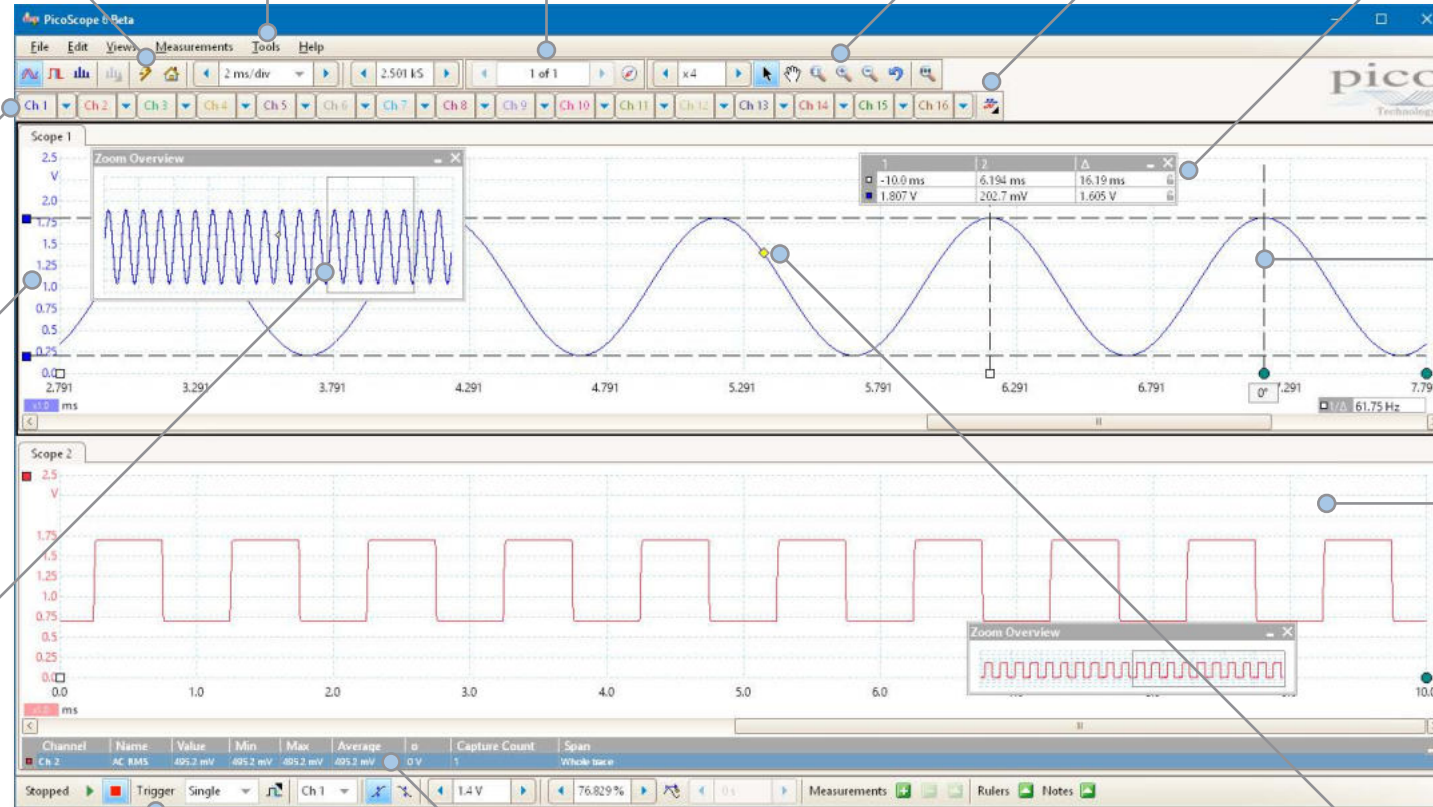 PicoScope 6 Beta
File Edit Views Measurements Tools Help
2 ms/div 2.501 kS 1 of 1 x4
pico
Technology
Ch 1 Ch 2 Ch 3 Ch 4 Ch 5 Ch 6 Ch 7 Ch 8 Ch 9 Ch 10 Ch 11 Ch 12 Ch 13 Ch 14 Ch 15 Ch 16
Scope 1
Zoom Overview
1 2 Δ
-10.0 ms 6.194 ms 16.19 ms
1.807 V 202.7 mV 1.605 V
2.5
V
2.0
1.75
1.5
1.25
1.0
0.75
0.5
0.25
0.0
2.791 3.291 3.791 4.291 4.791 5.291 5.791 6.291 6.791 7.291 7.79
0°
x1.0 ms
1/Δ 61.75 Hz
Scope 2
2.5
V
1.75
1.5
1.25
1.0
0.75
0.5
0.25
0.0
Zoom Overview
0.0 1.0 2.0 3.0 4.0 5.0 6.0 10.0
x1.0 ms
Channel Name Value Min Max Average σ Capture Count Span
Ch 2 AC RMS 495.2 mV 495.2 mV 495.2 mV 495.2 mV 0 V 1 Whole trace
Stopped Trigger Single Ch 1 1.4 V 76.829 % 0 s Measurements Rulers Notes